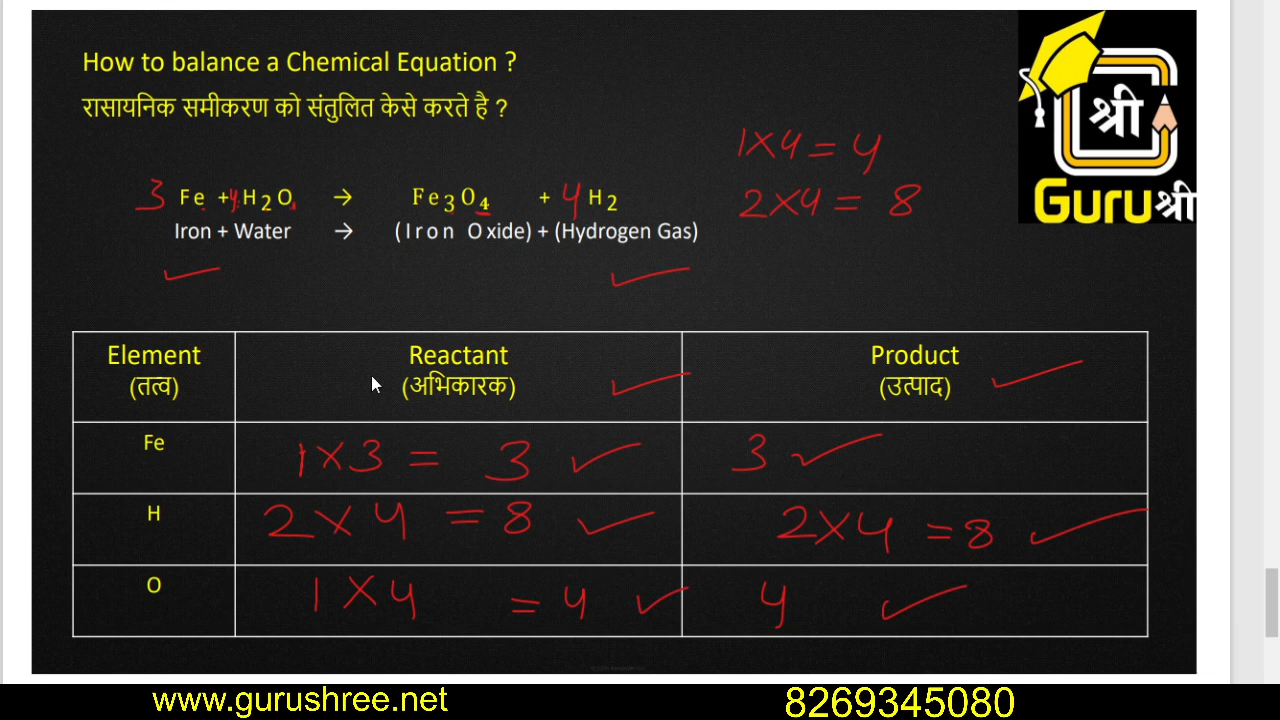 How to balance a Chemical Equation ?
रासायनिक समीकरण को संतुलित केसे करते है ?
1×4 = 4
2×4 = 8
श्री
Guruश्री
3 Fe +4 H2O → Fe3O4 + 4 H2
Iron + Water → (Iron Oxide) + (Hydrogen Gas)
Element Reactant Product
(तत्व) (अभिकारक) (उत्पाद)
Fe 1×3 = 3 3
H 2×4 = 8 2×4 = 8
O 1×4 = 4 4
www.gurushree.net 8269345080